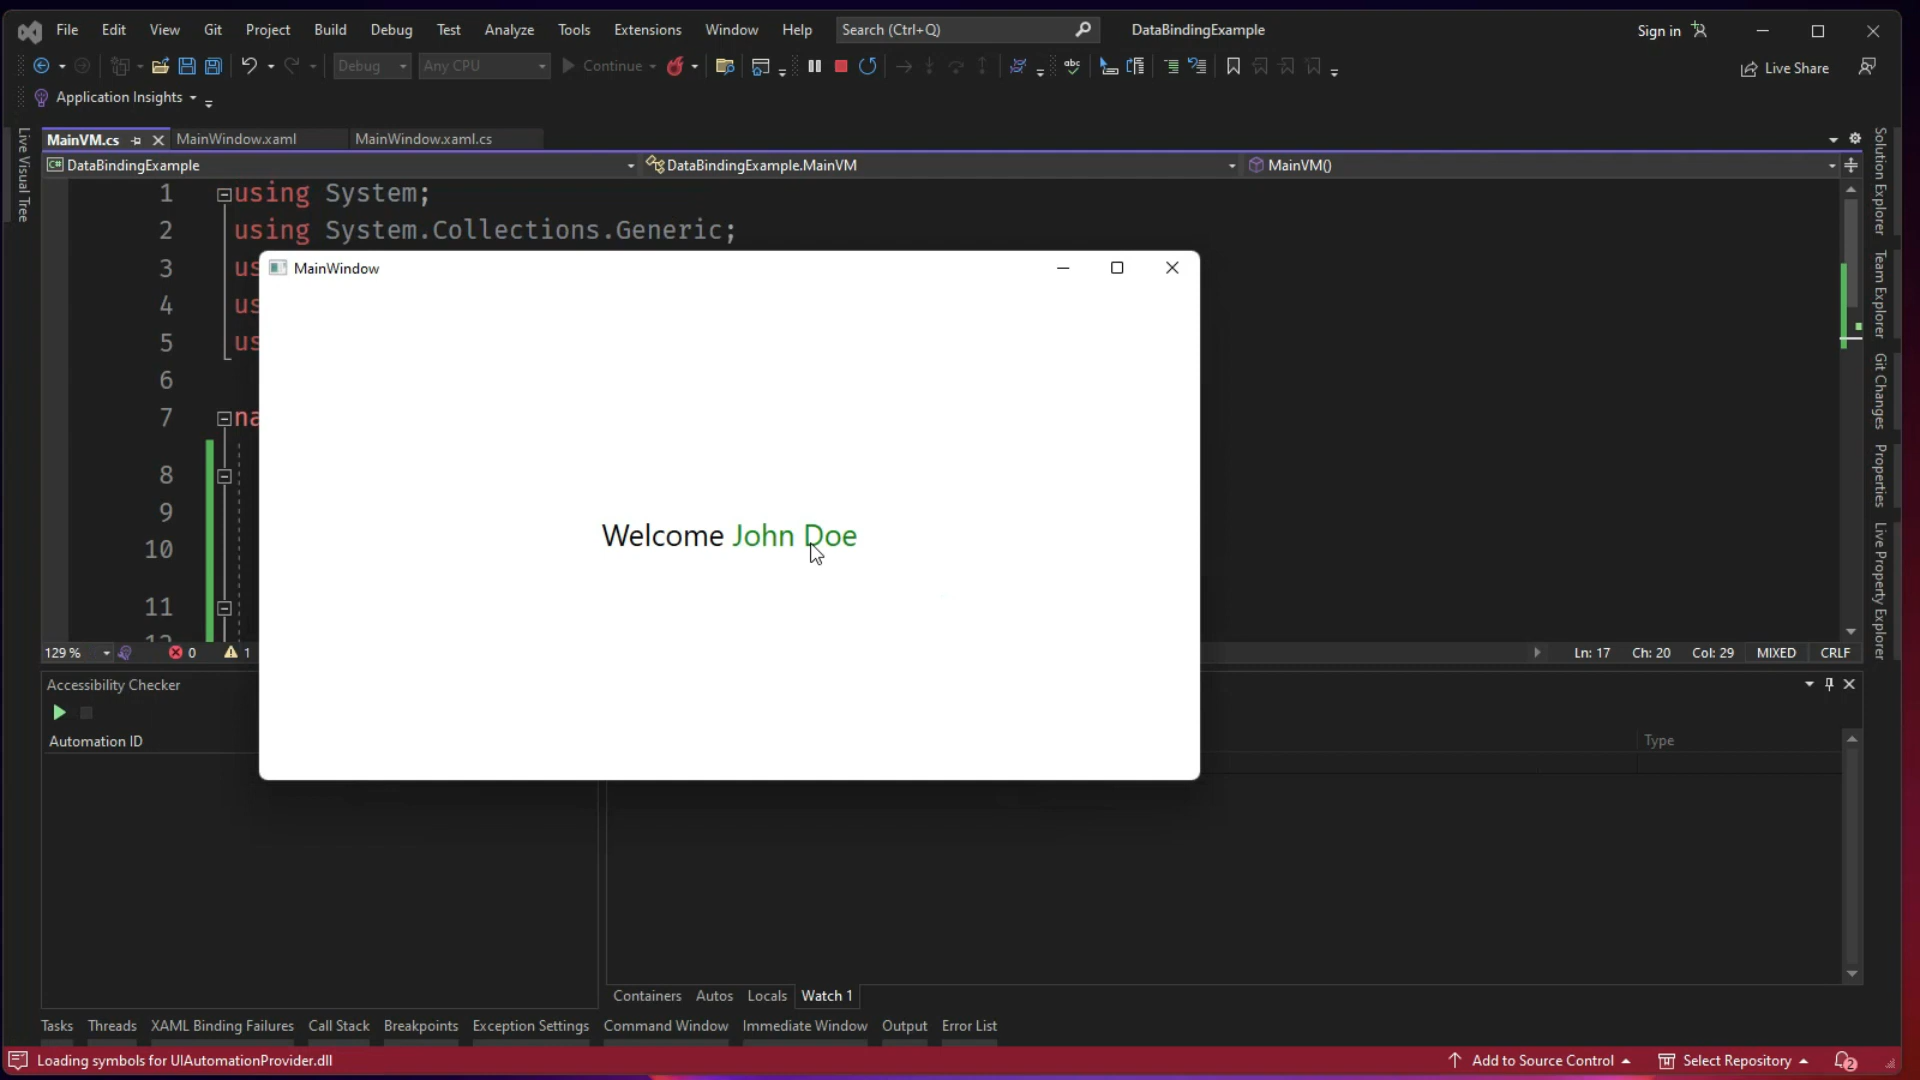 File Edit View Git Project Build Debug Test Analyze Tools Extensions Window Help Search (Ctrl+Q) DataBindingExample Sign in
Debug Any CPU Continue abc Live Share
Application Insights
MainVM.cs MainWindow.xaml MainWindow.xaml.cs
C# DataBindingExample DataBindingExample.MainVM MainVM()
Live Visual Tree
1 using System;
2 using System.Collections.Generic;
3 us
4 us
5 us
6
7 na
8
9
10
11
MainWindow
Welcome John Doe
129 % 0 1 Ln: 17 Ch: 20 Col: 29 MIXED CRLF
Solution Explorer
Team Explorer
Git Changes
Properties
Live Property Explorer
Accessibility Checker
Automation ID
Type
Containers Autos Locals Watch 1
Tasks Threads XAML Binding Failures Call Stack Breakpoints Exception Settings Command Window Immediate Window Output Error List
Loading symbols for UIAutomationProvider.dll Add to Source Control Select Repository 2